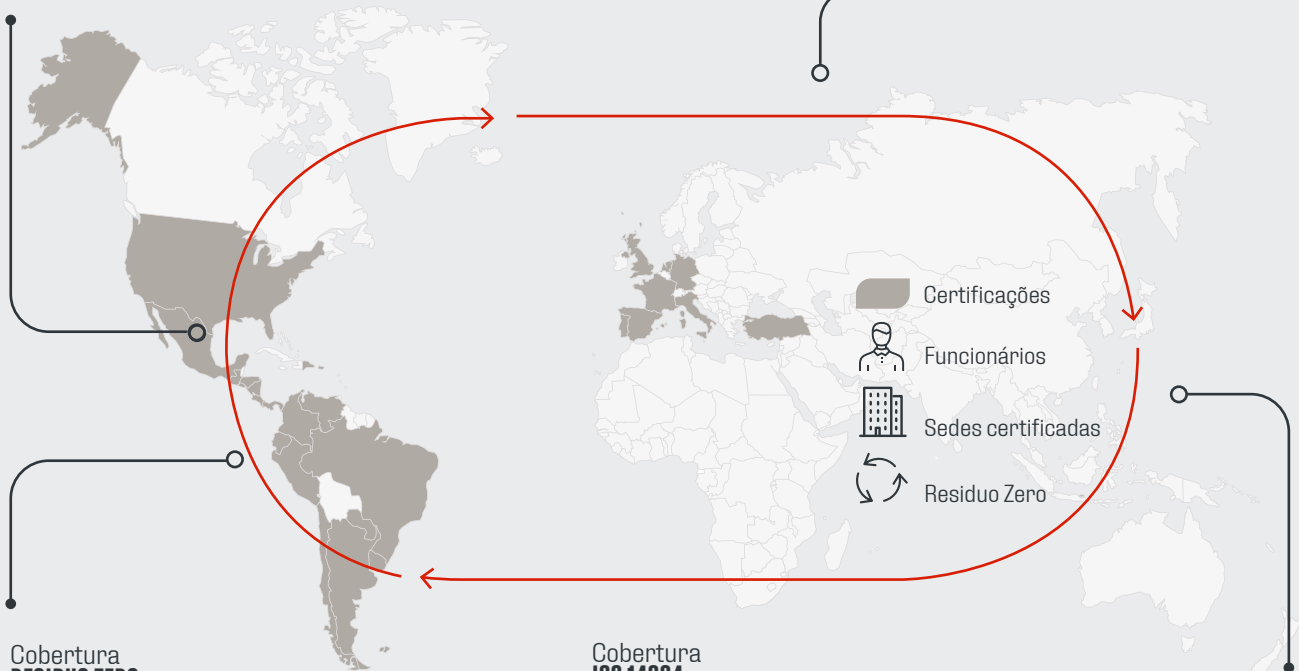 Certificações
Funcionários
Sedes certificadas
Residuo Zero
Cobertura
Cobertura